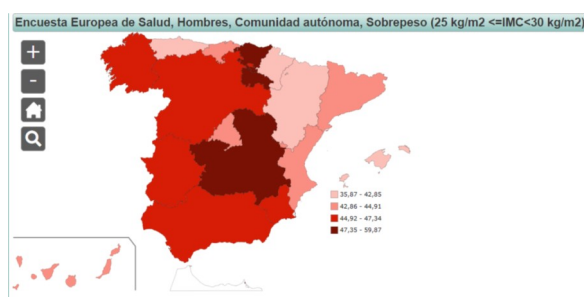 Encuesta Europea de Salud, Hombres, Comunidad autónoma, Sobrepeso (25 kg/m2 <=IMC<30 kg/m2)
+
-
35,87 - 42,85
42,86 - 44,91
44,92 - 47,34
47,35 - 59,87